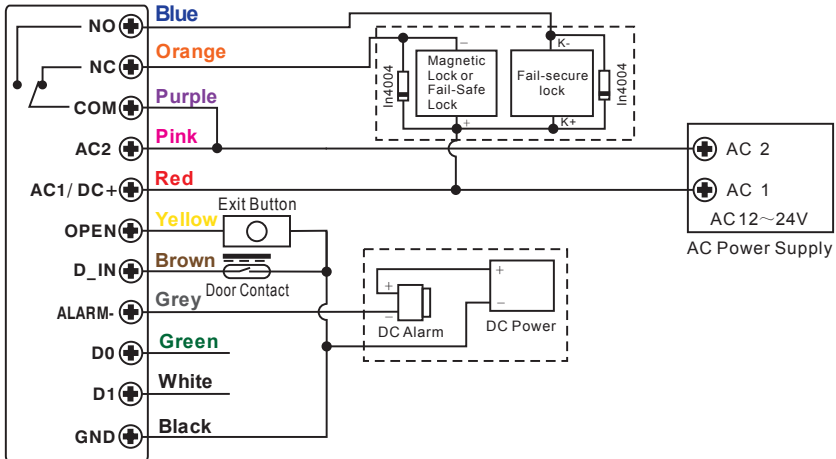 NO Blue
NC Orange
COM Purple
AC2 Pink
AC1/ DC+ Red
OPEN Yellow
D_IN Brown
ALARM- Grey
D0 Green
D1 White
GND Black
Exit Button
Door Contact
In4004
−
Magnetic
Lock or
Fail-Safe
Lock
+
K-
Fail-secure
lock
K+
In4004
AC 2
AC 1
AC12～24V
AC Power Supply
+
−
DC Alarm
+
−
DC Power